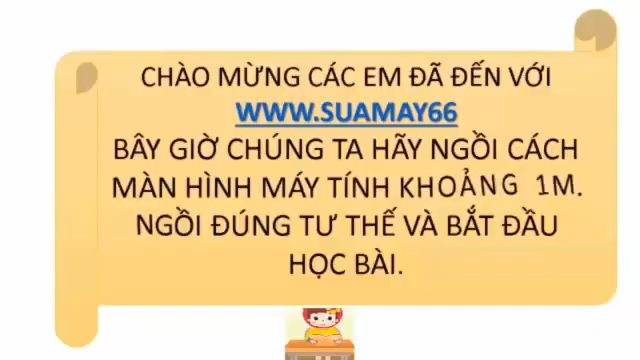 CHÀO MỪNG CÁC EM ĐÃ ĐẾN VỚI
WWW.SUAMAY66
BÂY GIỜ CHÚNG TA HÃY NGỒI CÁCH
MÀN HÌNH MÁY TÍNH KHOẢNG 1M.
NGỒI ĐÚNG TƯ THẾ VÀ BẮT ĐẦU
HỌC BÀI.